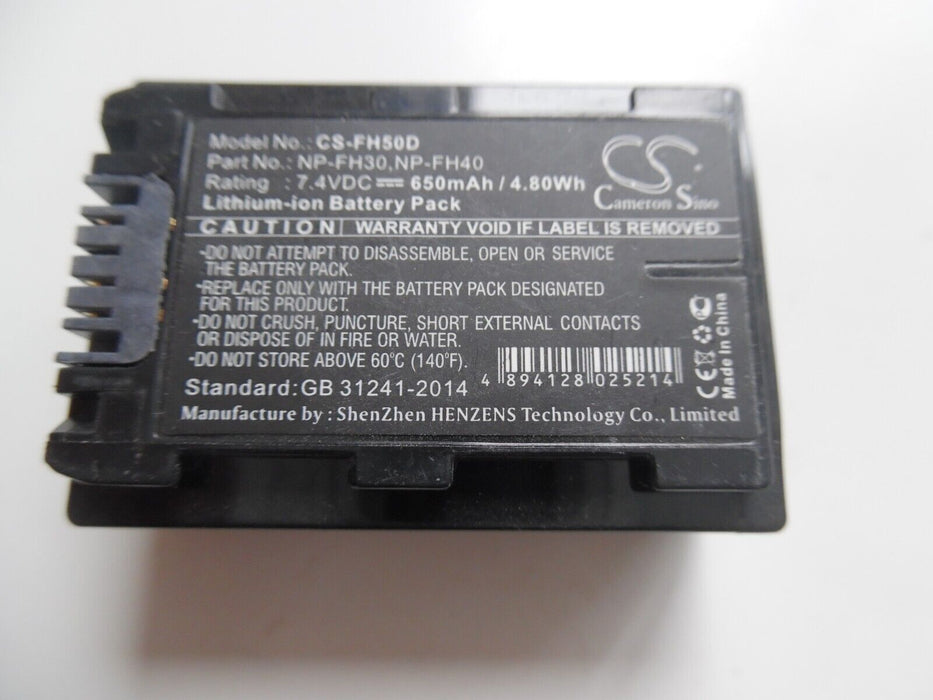 Model No.: CS-FH50D
Part No.: NP-FH30,NP-FH40
Rating : 7.4VDC 650mAh / 4.80Wh
Lithium-ion Battery Pack
CS
Cameron Sino
CAUTION WARRANTY VOID IF LABEL IS REMOVED
-DO NOT ATTEMPT TO DISASSEMBLE, OPEN OR SERVICE
THE BATTERY PACK.
-REPLACE ONLY WITH THE BATTERY PACK DESIGNATED
FOR THIS PRODUCT.
-DO NOT CRUSH, PUNCTURE, SHORT EXTERNAL CONTACTS
OR DISPOSE OF IN FIRE OR WATER.
-DO NOT STORE ABOVE 60°C (140°F).
Standard:GB 31241-2014
4 894128 025214
Manufacture by : ShenZhen HENZENS Technology Co., Limited
CE
Made in China